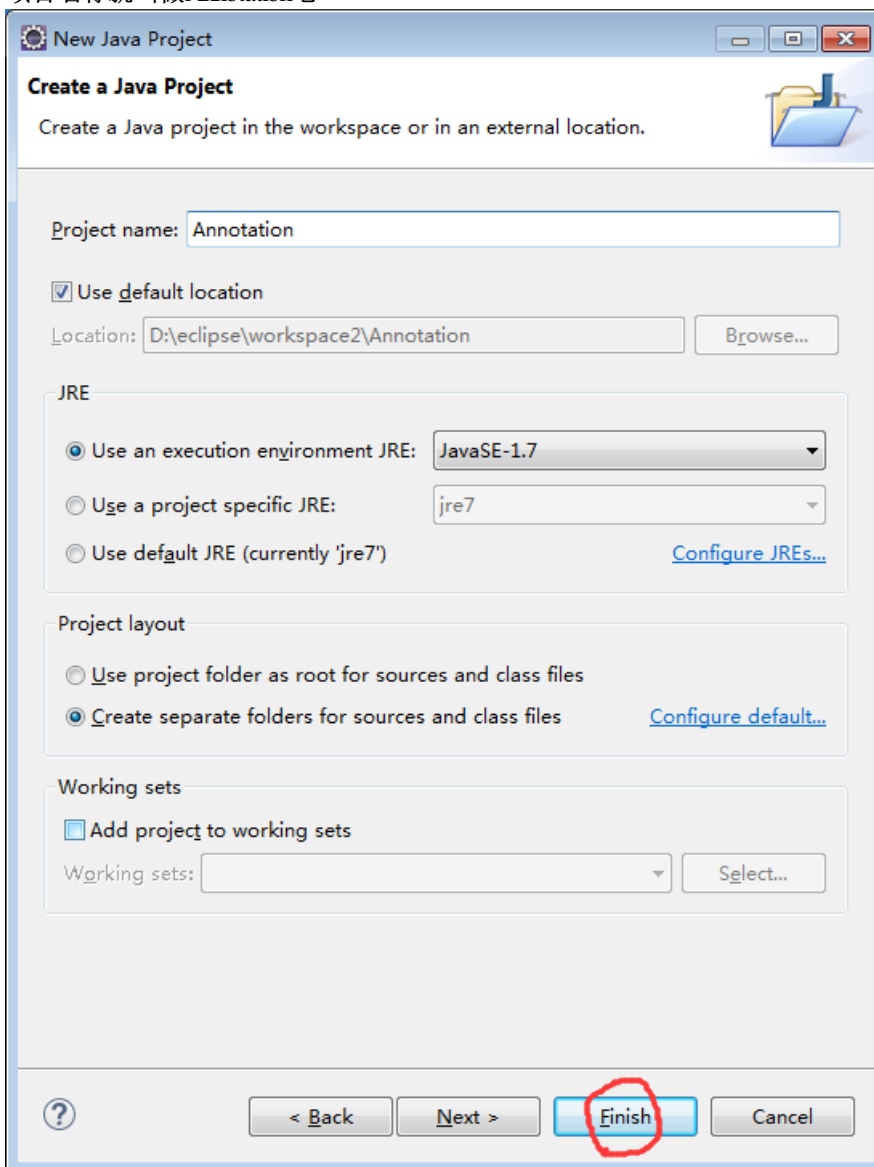 New Java Project
Create a Java Project
Create a Java project in the workspace or in an external location.
Project name: Annotation
Use default location
Location: D:\eclipse\workspace2\Annotation Browse...
JRE
Use an execution environment JRE: JavaSE-1.7
Use a project specific JRE: jre7
Use default JRE (currently 'jre7') Configure JREs...
Project layout
Use project folder as root for sources and class files
Create separate folders for sources and class files Configure default...
Working sets
Add project to working sets
Working sets: Select...
? < Back Next > Finish Cancel